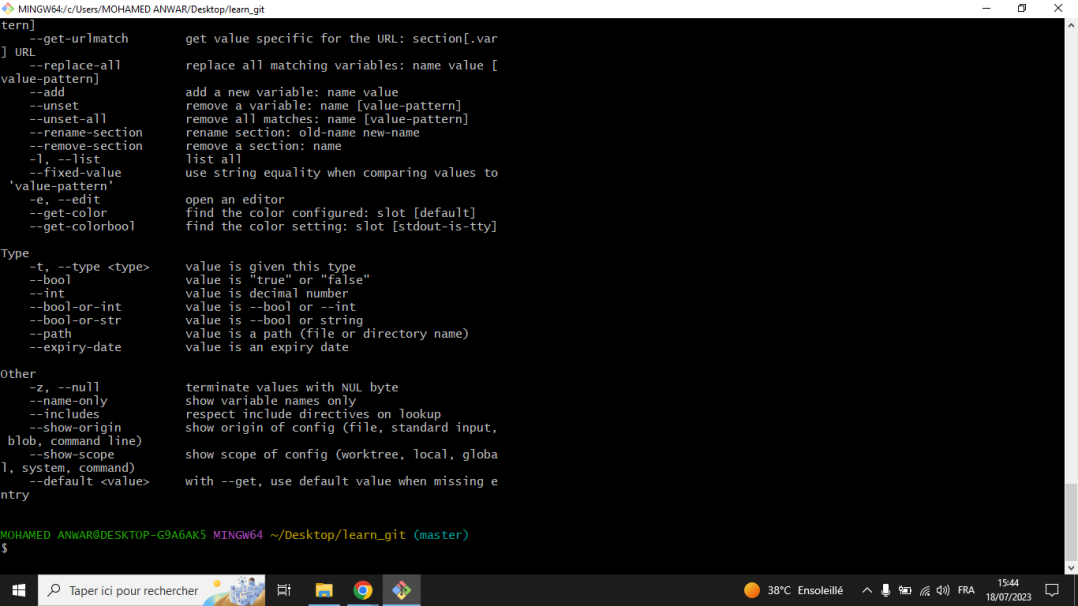 MINGW64:/c/Users/MOHAMED ANWAR/Desktop/learn_git
tern]
    --get-urlmatch        get value specific for the URL: section[.var
] URL
    --replace-all         replace all matching variables: name value [
value-pattern]
    --add                 add a new variable: name value
    --unset               remove a variable: name [value-pattern]
    --unset-all           remove all matches: name [value-pattern]
    --rename-section      rename section: old-name new-name
    --remove-section      remove a section: name
    -l, --list            list all
    --fixed-value         use string equality when comparing values to
 'value-pattern'
    -e, --edit            open an editor
    --get-color           find the color configured: slot [default]
    --get-colorbool       find the color setting: slot [stdout-is-tty]

Type
    -t, --type <type>     value is given this type
    --bool                value is "true" or "false"
    --int                 value is decimal number
    --bool-or-int         value is --bool or --int
    --bool-or-str         value is --bool or string
    --path                value is a path (file or directory name)
    --expiry-date         value is an expiry date

Other
    -z, --null            terminate values with NUL byte
    --name-only           show variable names only
    --includes            respect include directives on lookup
    --show-origin         show origin of config (file, standard input,
 blob, command line)
    --show-scope          show scope of config (worktree, local, globa
l, system, command)
    --default <value>     with --get, use default value when missing e
ntry

MOHAMED ANWAR@DESKTOP-G9A6AK5 MINGW64 ~/Desktop/learn_git (master)
$
Taper ici pour rechercher
38°C Ensoleillé
FRA
15:44
18/07/2023